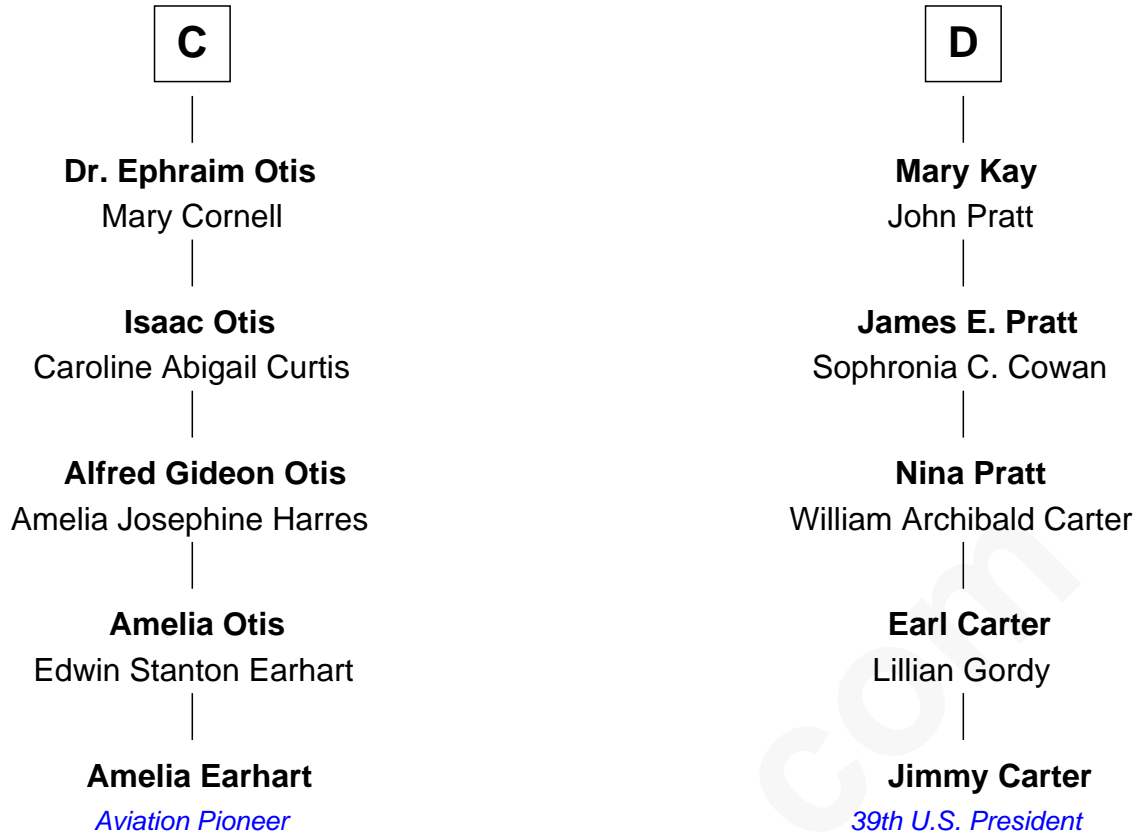 C
Dr. Ephraim Otis
Mary Cornell
Isaac Otis
Caroline Abigail Curtis
Alfred Gideon Otis
Amelia Josephine Harres
Amelia Otis
Edwin Stanton Earhart
Amelia Earhart
Aviation Pioneer
D
Mary Kay
John Pratt
James E. Pratt
Sophronia C. Cowan
Nina Pratt
William Archibald Carter
Earl Carter
Lillian Gordy
Jimmy Carter
39th U.S. President
com